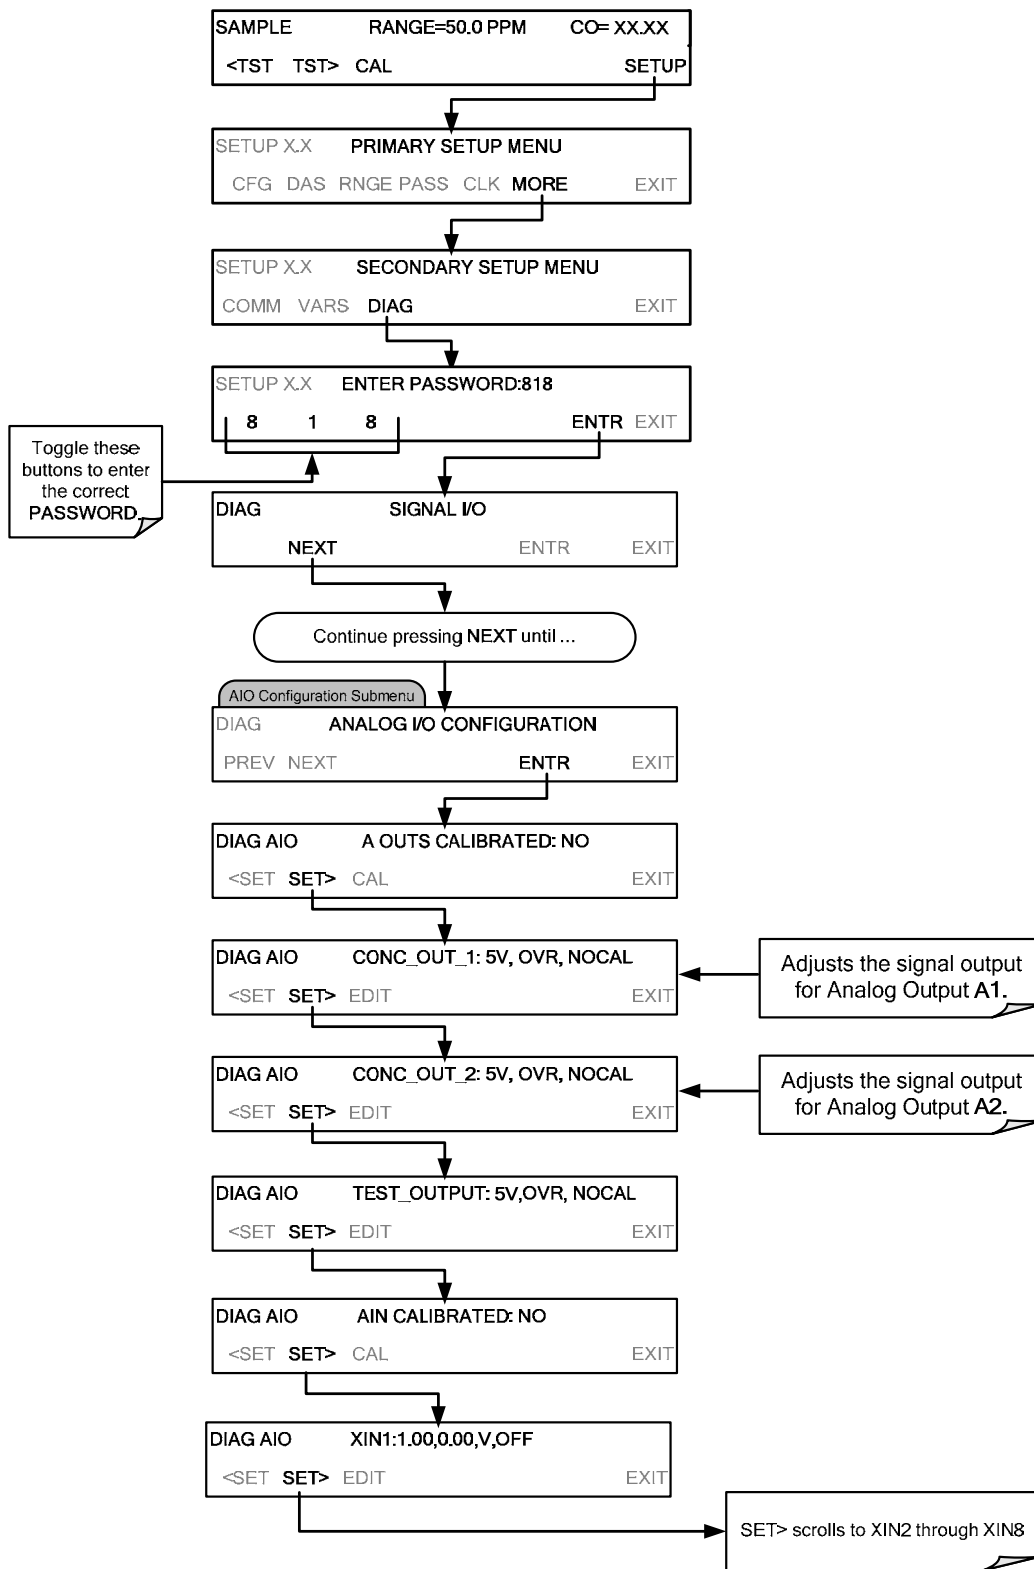 SAMPLE RANGE=50.0 PPM CO= XX.XX
<TST TST> CAL SETUP
SETUP X.X PRIMARY SETUP MENU
CFG DAS RNGE PASS CLK MORE EXIT
SETUP X.X SECONDARY SETUP MENU
COMM VARS DIAG EXIT
SETUP X.X ENTER PASSWORD:818
8 1 8 ENTR EXIT
Toggle these
buttons to enter
the correct
PASSWORD
DIAG SIGNAL I/O
NEXT ENTR EXIT
Continue pressing NEXT until ...
AIO Configuration Submenu
DIAG ANALOG I/O CONFIGURATION
PREV NEXT ENTR EXIT
DIAG AIO A OUTS CALIBRATED: NO
<SET SET> CAL EXIT
DIAG AIO CONC_OUT_1: 5V, OVR, NOCAL
<SET SET> EDIT EXIT
Adjusts the signal output
for Analog Output A1.
DIAG AIO CONC_OUT_2: 5V, OVR, NOCAL
<SET SET> EDIT EXIT
Adjusts the signal output
for Analog Output A2.
DIAG AIO TEST_OUTPUT: 5V,OVR, NOCAL
<SET SET> EDIT EXIT
DIAG AIO AIN CALIBRATED: NO
<SET SET> CAL EXIT
DIAG AIO XIN1:1.00,0.00,V,OFF
<SET SET> EDIT EXIT
SET> scrolls to XIN2 through XIN8